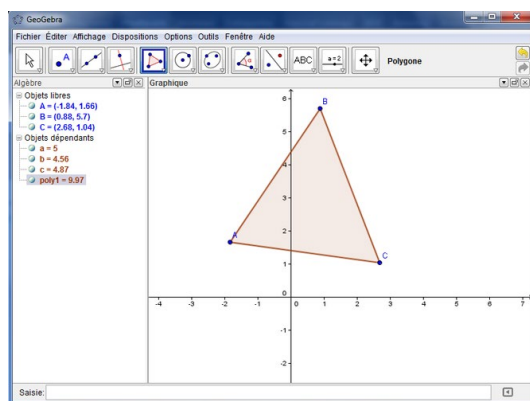 GeoGebra
Fichier Éditer Affichage Dispositions Options Outils Fenêtre Aide
A ABC a=2 Polygone
Algèbre
Graphique
Objets libres
A = (-1.84, 1.66)
B = (0.88, 5.7)
C = (2.68, 1.04)
Objets dépendants
a = 5
b = 4.56
c = 4.87
poly1 = 9.97
6
B
5
4
3
2
A
1
C
0
-4 -3 -2 -1 0 1 2 3 4 5 6 7
-1
-2
Saisie: